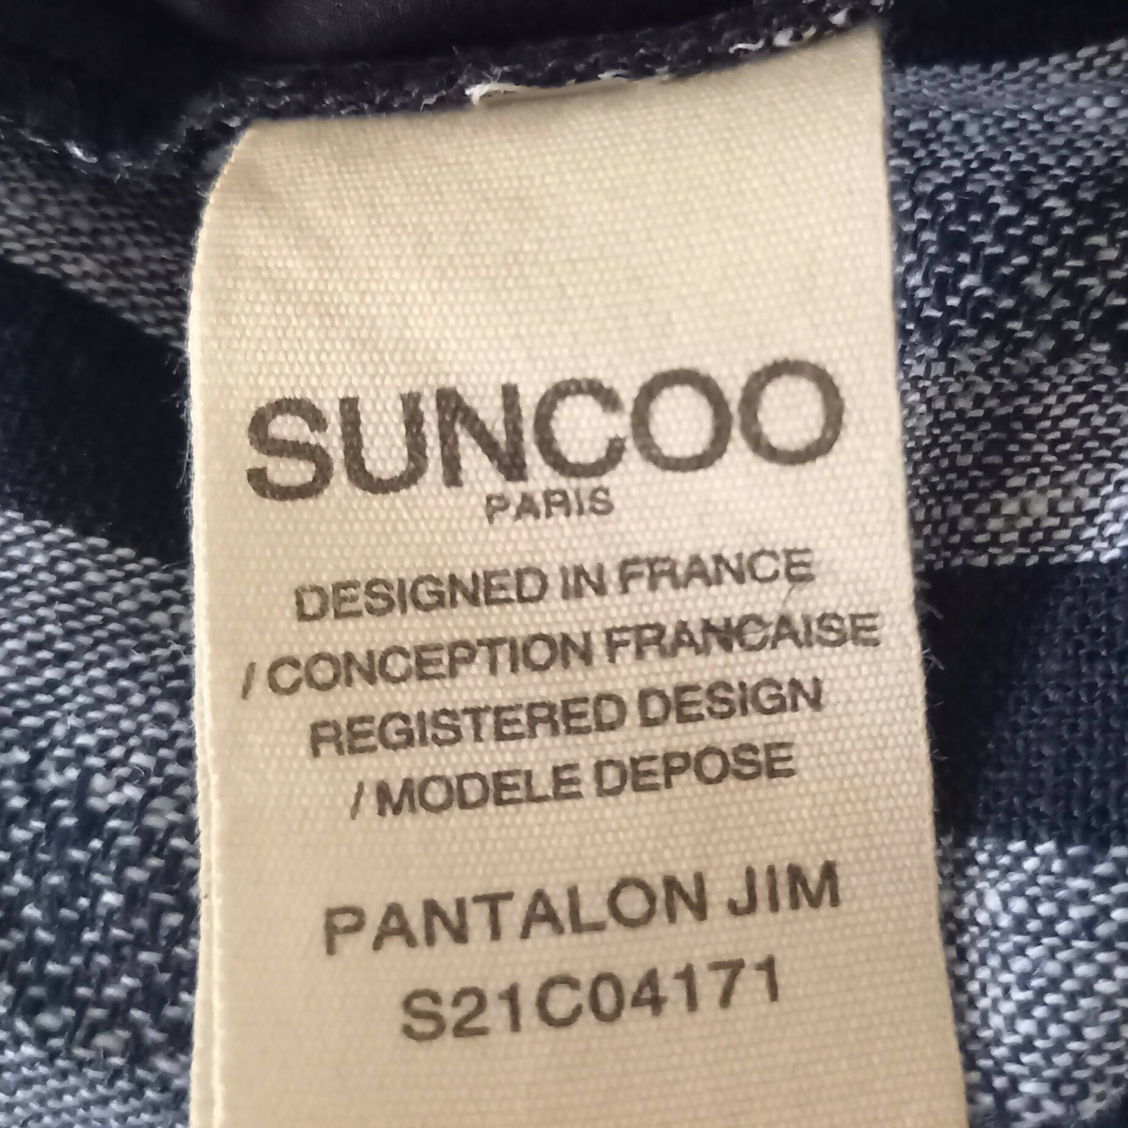 SUNCOO
PARIS
DESIGNED IN FRANCE
/ CONCEPTION FRANCAISE
REGISTERED DESIGN
/ MODELE DEPOSE
PANTALON JIM
S21C04171